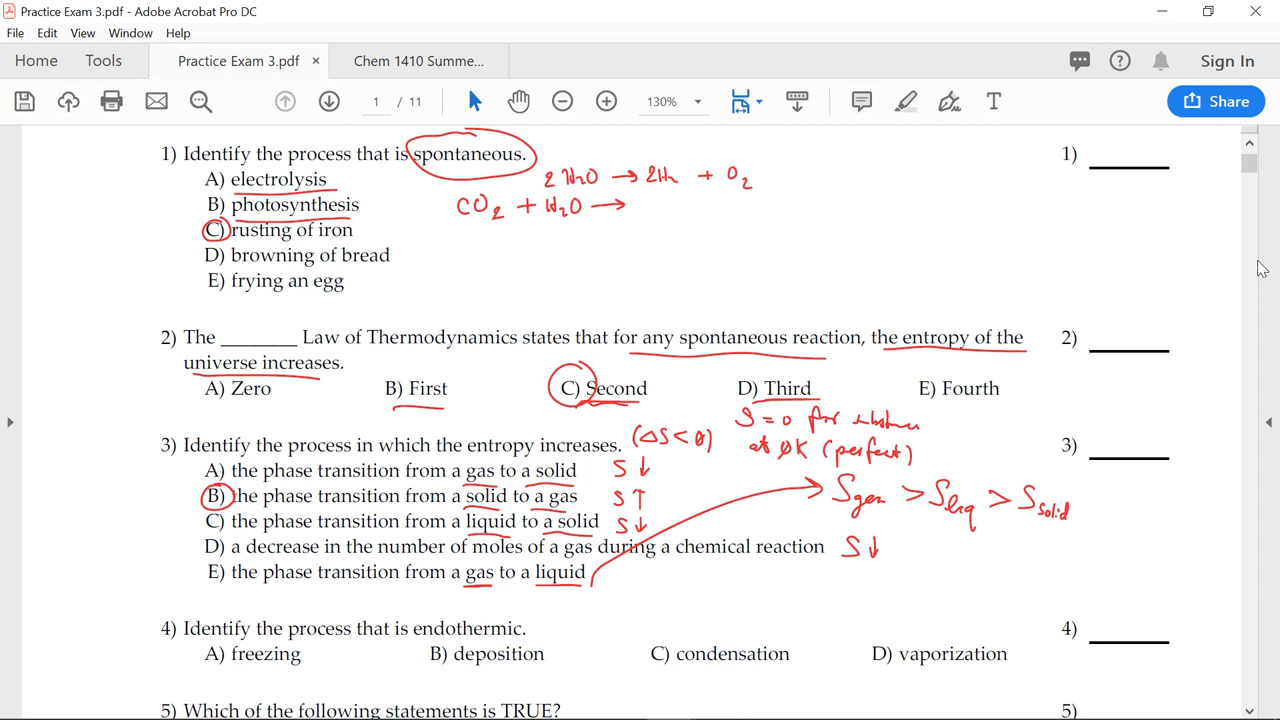 Practice Exam 3.pdf - Adobe Acrobat Pro DC
File Edit View Window Help
Home Tools Practice Exam 3.pdf × Chem 1410 Summe... Sign In
1 / 11 130% Share
1) Identify the process that is spontaneous. 1)
A) electrolysis 2 H2O → 2H2 + O2
B) photosynthesis CO2 + H2O →
C) rusting of iron
D) browning of bread
E) frying an egg
2) The ________ Law of Thermodynamics states that for any spontaneous reaction, the entropy of the 2)
universe increases.
A) Zero B) First C) Second D) Third E) Fourth
S = 0 for substance
3) Identify the process in which the entropy increases. (ΔS < 0) at 0K (perfect) 3)
A) the phase transition from a gas to a solid S ↓
B) the phase transition from a solid to a gas S ↑ Sgas > Sliq > Ssolid
C) the phase transition from a liquid to a solid S ↓
D) a decrease in the number of moles of a gas during a chemical reaction S ↓
E) the phase transition from a gas to a liquid
4) Identify the process that is endothermic. 4)
A) freezing B) deposition C) condensation D) vaporization
5) Which of the following statements is TRUE? 5)